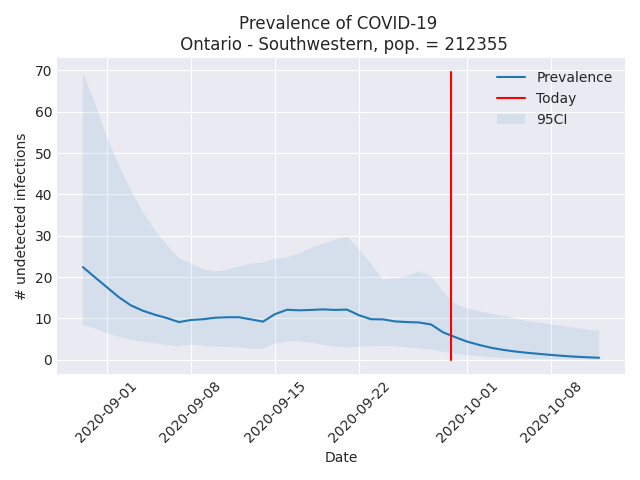 Prevalence of COVID-19
Ontario - Southwestern, pop. = 212355
70
60
50
40
30
20
10
0
# undetected infections
Prevalence
Today
95CI
2020-09-01
2020-09-08
2020-09-15
2020-09-22
2020-10-01
2020-10-08
Date